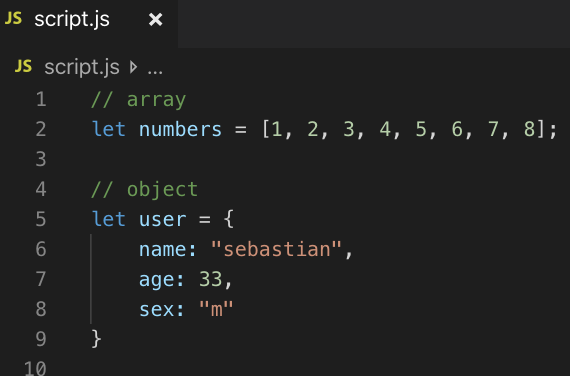 JS script.js ×
JS script.js > ...
1 // array
2 let numbers = [1, 2, 3, 4, 5, 6, 7, 8];
3
4 // object
5 let user = {
6     name: "sebastian",
7     age: 33,
8     sex: "m"
9 }
10